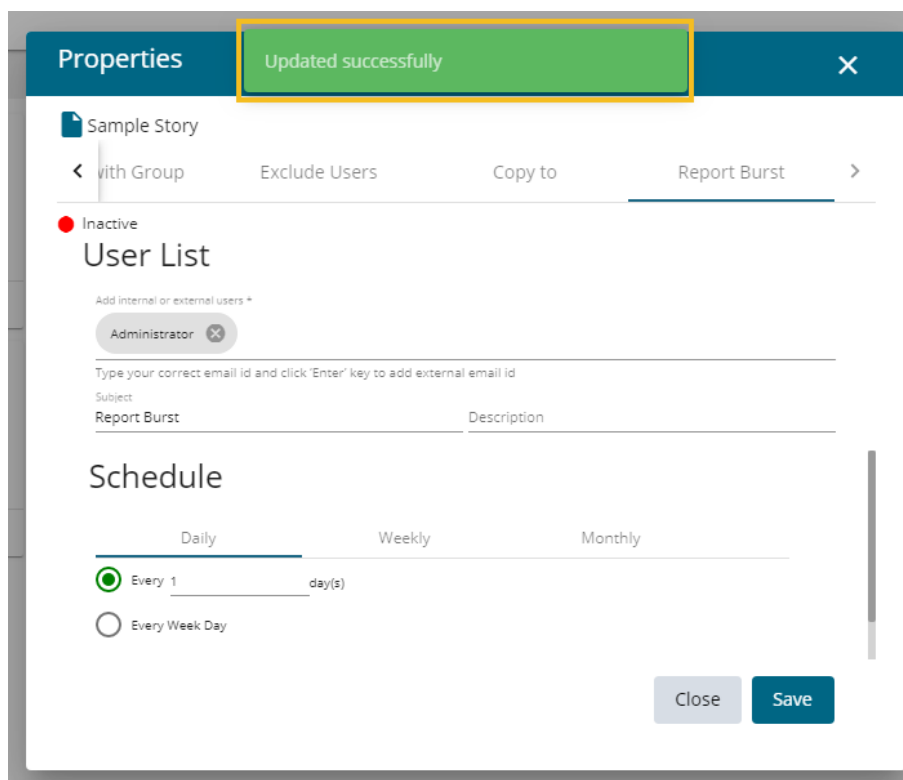 Properties
Updated successfully
Sample Story
with Group Exclude Users Copy to Report Burst
Inactive
User List
Add internal or external users *
Administrator
Type your correct email id and click 'Enter' key to add external email id
Subject
Report Burst Description
Schedule
Daily Weekly Monthly
Every 1 day(s)
Every Week Day
Close Save